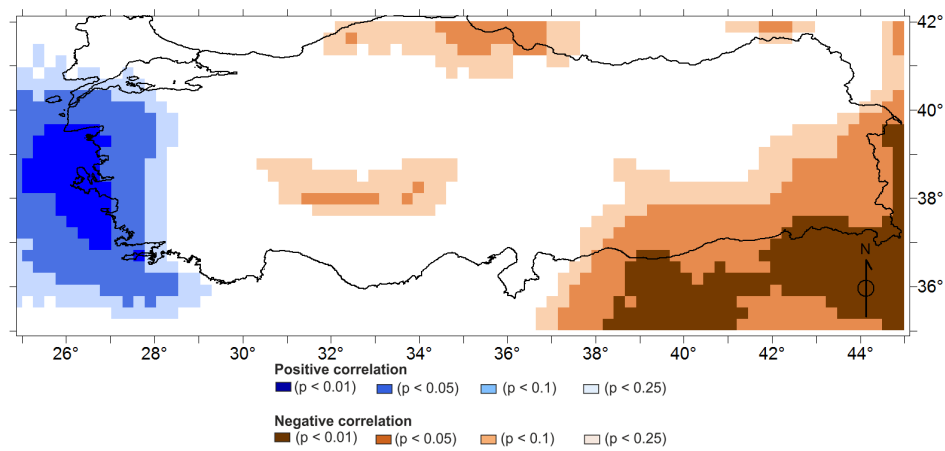 42°
40°
38°
N
36°
26° 28° 30° 32° 34° 36° 38° 40° 42° 44°
Positive correlation
(p < 0.01) (p < 0.05) (p < 0.1) (p < 0.25)
Negative correlation
(p < 0.01) (p < 0.05) (p < 0.1) (p < 0.25)